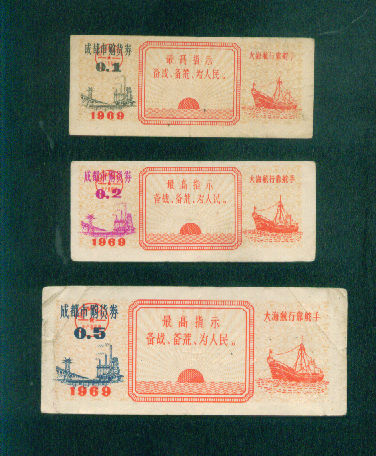 成都市购货券
0.1
1969
最高指示
备战、备荒、为人民。
大海航行靠舵手
成都市购货券
0.2
1969
最高指示
备战、备荒、为人民。
大海航行靠舵手
成都市购货券
0.5
1969
最高指示
备战、备荒、为人民。
大海航行靠舵手